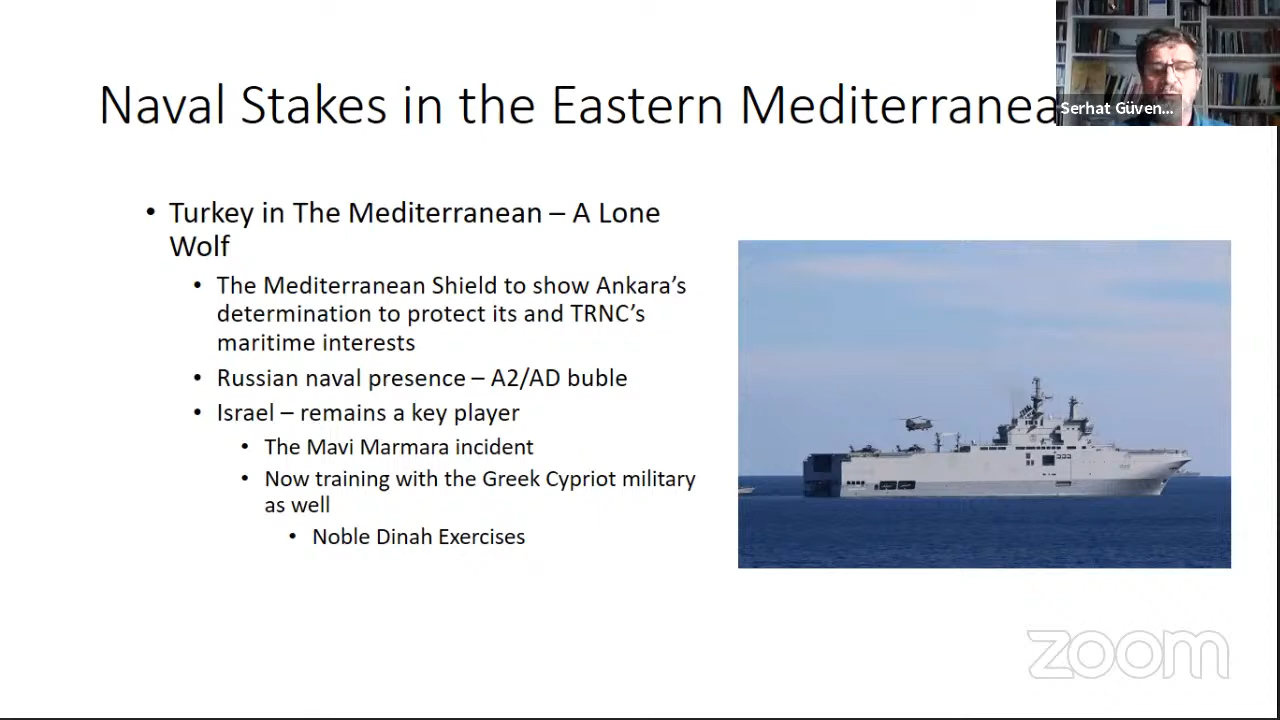 Naval Stakes in the Eastern Mediterranea
Serhat Güven...
• Turkey in The Mediterranean – A Lone
Wolf
• The Mediterranean Shield to show Ankara’s
determination to protect its and TRNC’s
maritime interests
• Russian naval presence – A2/AD buble
• Israel – remains a key player
• The Mavi Marmara incident
• Now training with the Greek Cypriot military
as well
• Noble Dinah Exercises
zoom